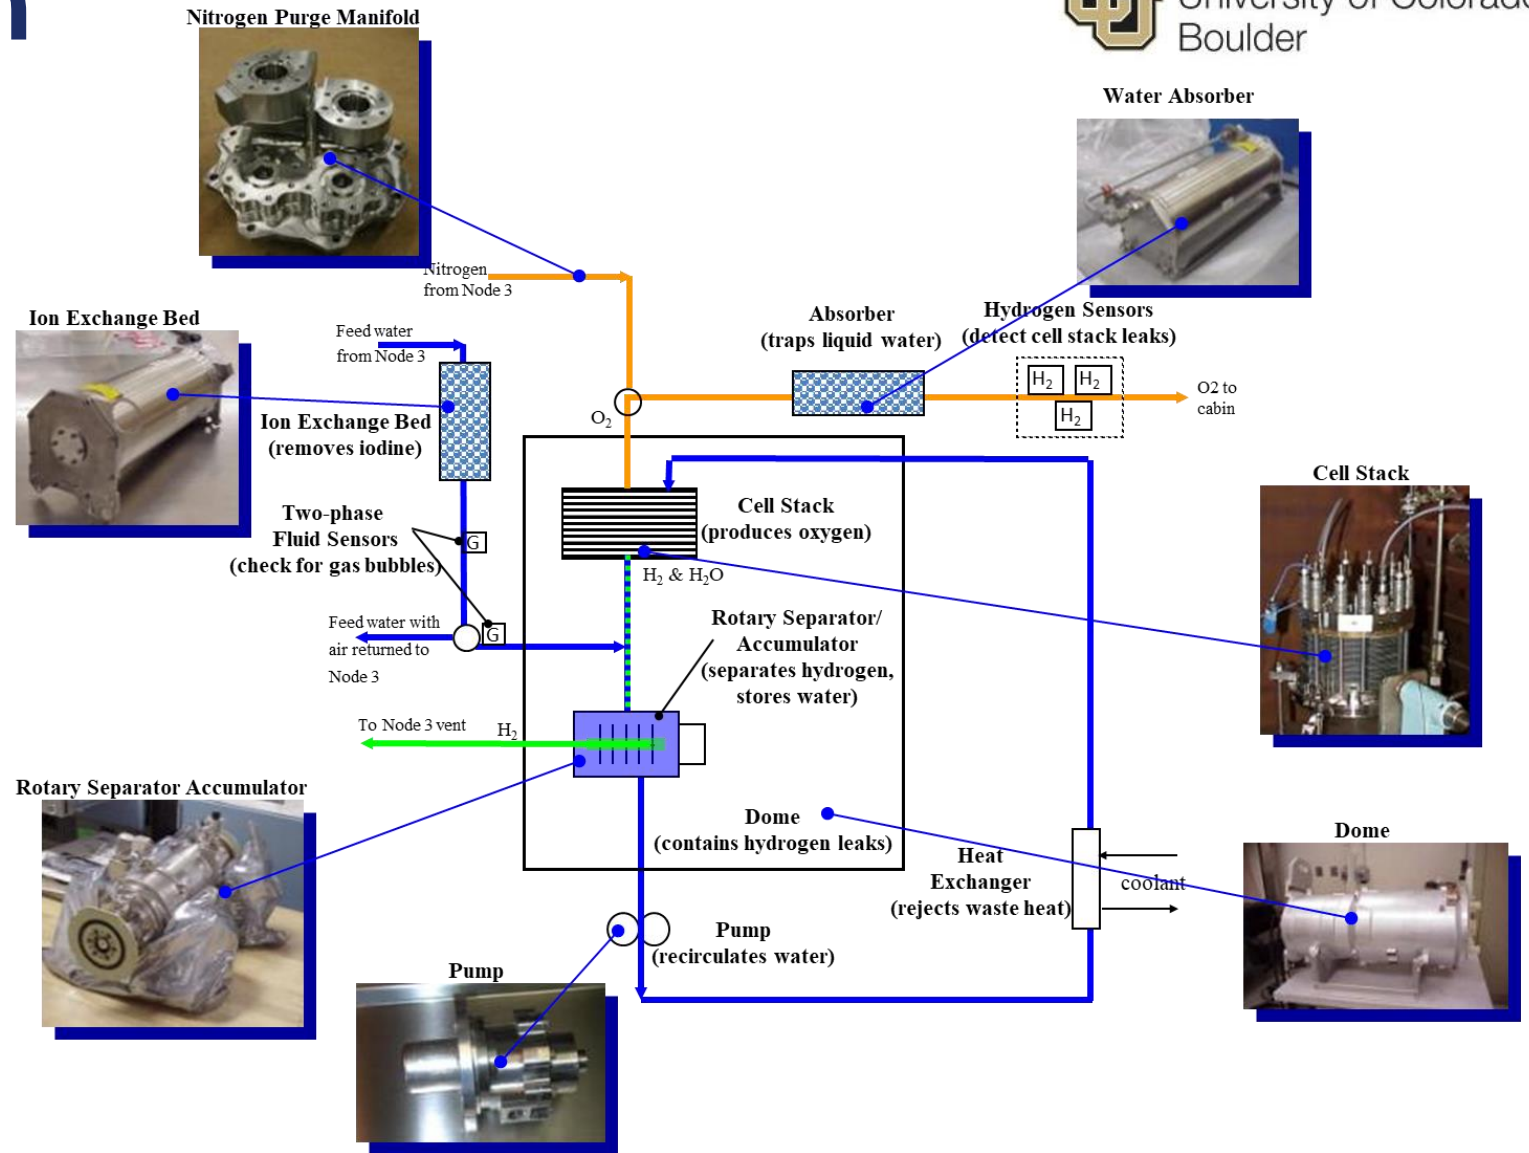 University of Colorado
Boulder
Nitrogen Purge Manifold
Water Absorber
Nitrogen
from Node 3
Ion Exchange Bed
Feed water
from Node 3
Absorber
(traps liquid water)
Hydrogen Sensors
(detect cell stack leaks)
H2
H2
H2
O2 to
cabin
O2
Ion Exchange Bed
(removes iodine)
Cell Stack
Two-phase
Fluid Sensors
(check for gas bubbles)
G
Cell Stack
(produces oxygen)
H2 & H2O
Feed water with
air returned to
Node 3
G
Rotary Separator/
Accumulator
(separates hydrogen,
stores water)
To Node 3 vent
H2
Rotary Separator Accumulator
Dome
(contains hydrogen leaks)
Heat
Exchanger
(rejects waste heat)
coolant
Dome
Pump
(recirculates water)
Pump